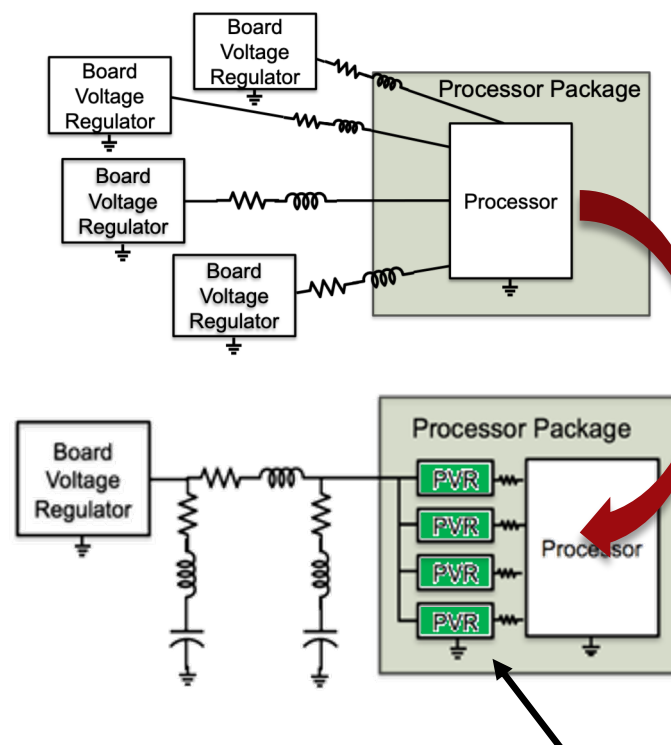 Board
Voltage
Regulator
Board
Voltage
Regulator
Processor Package
Board
Voltage
Regulator
Processor
Board
Voltage
Regulator
Processor Package
Board
Voltage
Regulator
PVR
PVR
PVR
PVR
Processor